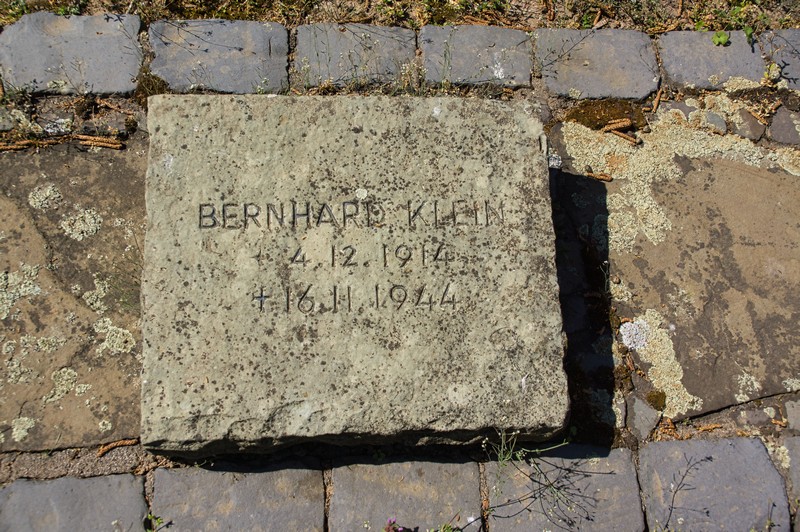 BERNHARD KLEIN
* 4.12.1914
+ 16.11.1944